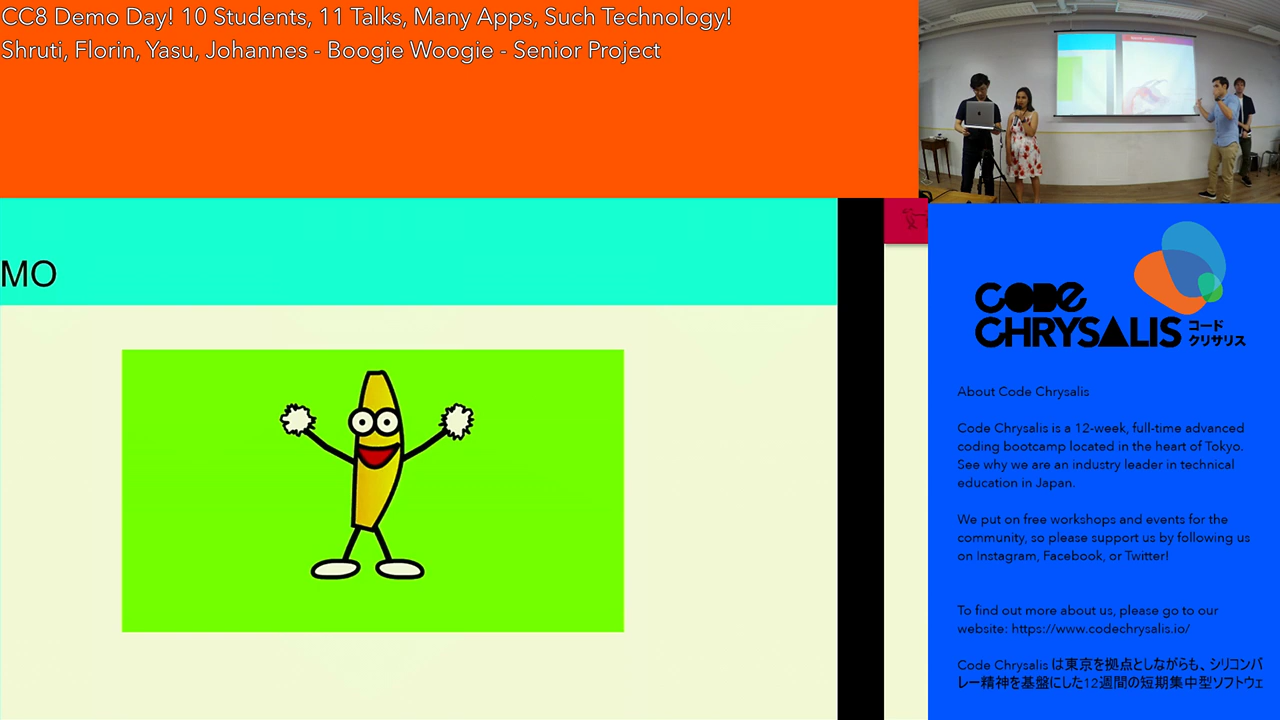 CC8 Demo Day! 10 Students, 11 Talks, Many Apps, Such Technology!
Shruti, Florin, Yasu, Johannes - Boogie Woogie - Senior Project
MO
CODE
CHRYSALIS
コード
クリサリス
About Code Chrysalis
Code Chrysalis is a 12-week, full-time advanced
coding bootcamp located in the heart of Tokyo.
See why we are an industry leader in technical
education in Japan.
We put on free workshops and events for the
community, so please support us by following us
on Instagram, Facebook, or Twitter!
To find out more about us, please go to our
website: https://www.codechrysalis.io/
Code Chrysalis は東京を拠点としながらも、シリコンバ
レー精神を基盤にした12週間の短期集中型ソフトウェ